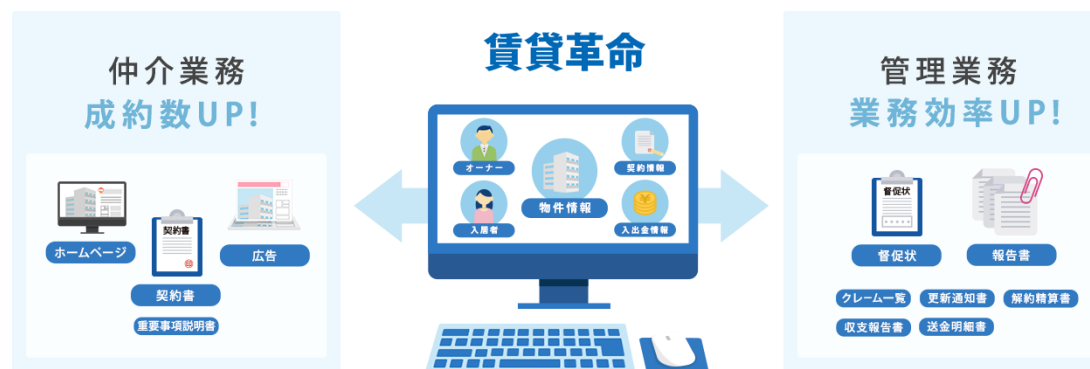 仲介業務
成約数UP!
ホームページ
契約書
広告
契約書
重要事項説明書
賃貸革命
オーナー
契約情報
物件情報
入居者
入出金情報
管理業務
業務効率UP!
督促状
督促状
報告書
クレーム一覧
更新通知書
解約精算書
収支報告書
送金明細書